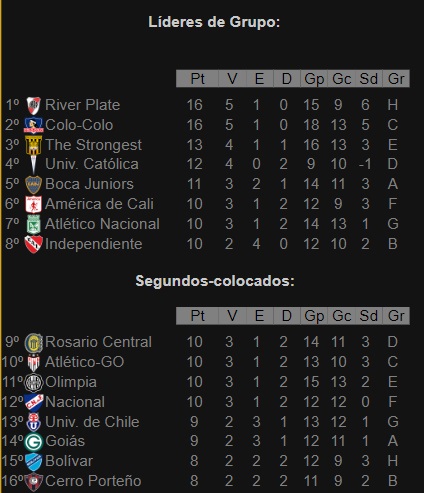 Líderes de Grupo:
Pt V E D Gp Gc Sd Gr
1º River Plate 16 5 1 0 15 9 6 H
2º Colo-Colo 16 5 1 0 18 13 5 C
3º The Strongest 13 4 1 1 16 13 3 E
4º Univ. Católica 12 4 0 2 9 10 -1 D
5º Boca Juniors 11 3 2 1 14 11 3 A
6º América de Cali 10 3 1 2 12 9 3 F
7º Atlético Nacional 10 3 1 2 14 13 1 G
8º Independiente 10 2 4 0 12 10 2 B
Segundos-colocados:
Pt V E D Gp Gc Sd Gr
9º Rosario Central 10 3 1 2 14 11 3 D
10º Atlético-GO 10 3 1 2 13 10 3 C
11º Olimpia 10 3 1 2 15 13 2 E
12º Nacional 10 3 1 2 12 12 0 F
13º Univ. de Chile 9 2 3 1 13 12 1 G
14º Goiás 9 2 3 1 12 11 1 A
15º Bolívar 8 2 2 2 12 9 3 H
16º Cerro Porteño 8 2 2 2 11 9 2 B